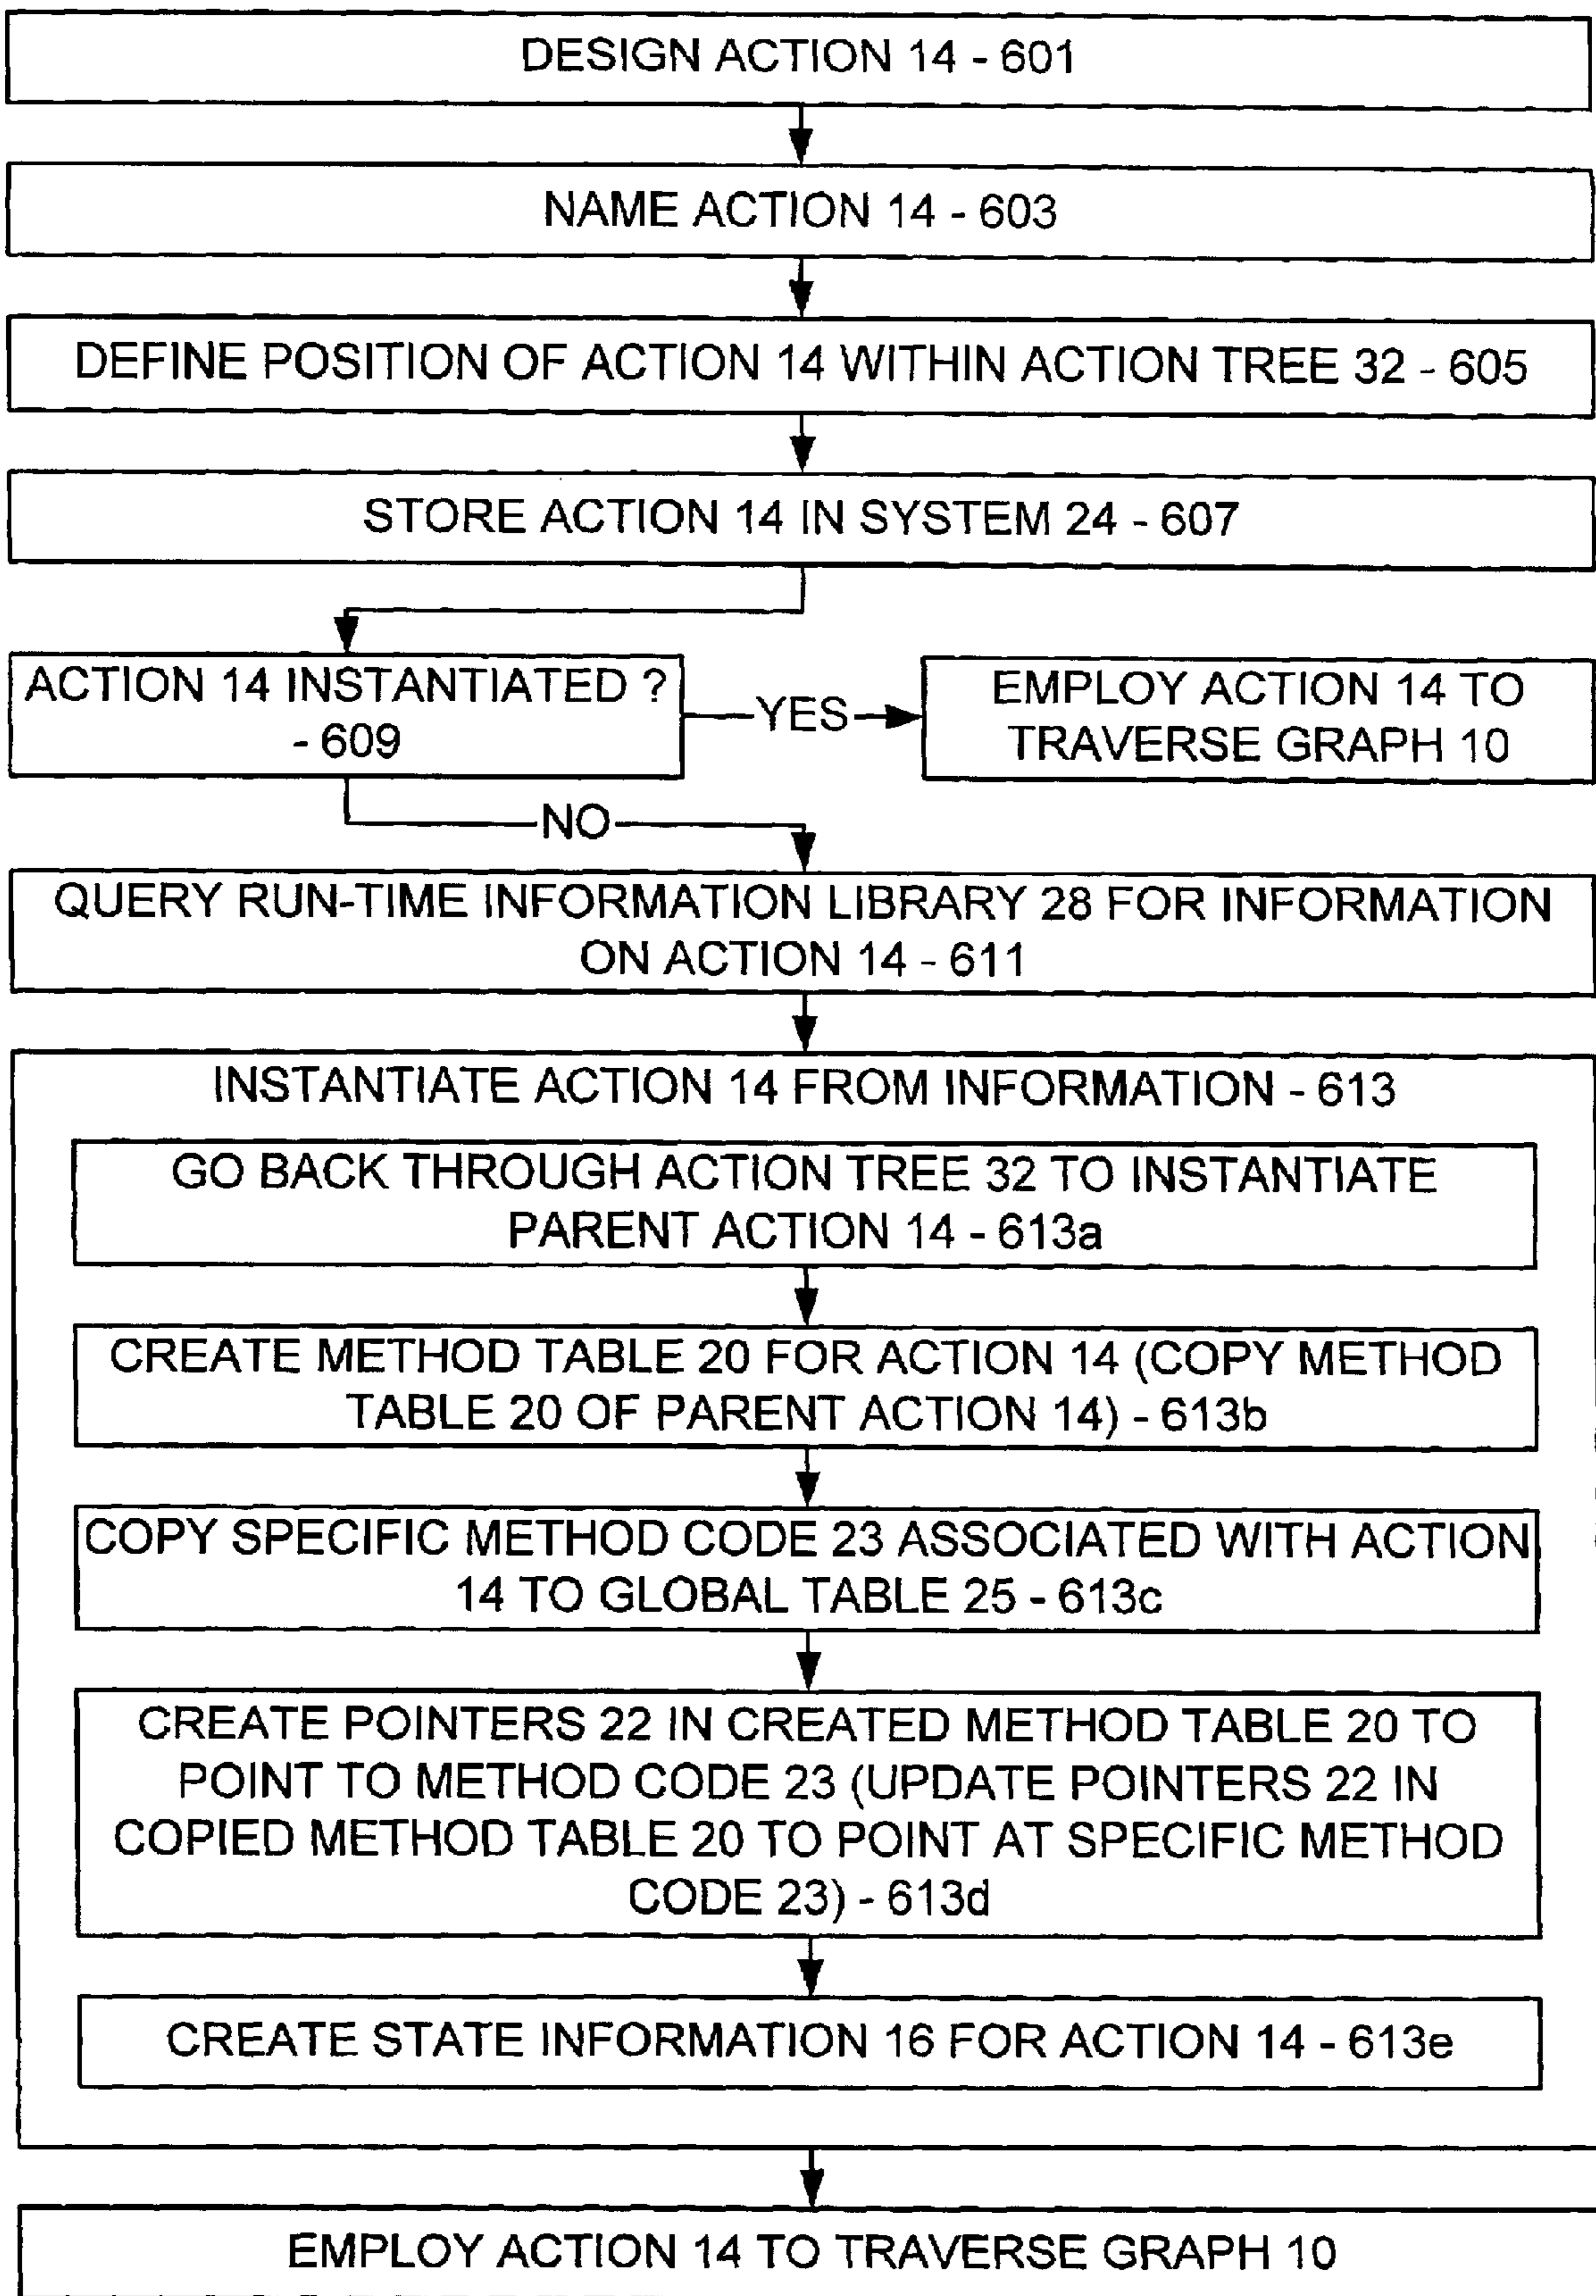 DESIGN ACTION 14 - 601
NAME ACTION 14 - 603
DEFINE POSITION OF ACTION 14 WITHIN ACTION TREE 32 - 605
STORE ACTION 14 IN SYSTEM 24 - 607
ACTION 14 INSTANTIATED ?
- 609
YES
EMPLOY ACTION 14 TO
TRAVERSE GRAPH 10
NO
QUERY RUN-TIME INFORMATION LIBRARY 28 FOR INFORMATION
ON ACTION 14 - 611
INSTANTIATE ACTION 14 FROM INFORMATION - 613
GO BACK THROUGH ACTION TREE 32 TO INSTANTIATE
PARENT ACTION 14 - 613a
CREATE METHOD TABLE 20 FOR ACTION 14 (COPY METHOD
TABLE 20 OF PARENT ACTION 14) - 613b
COPY SPECIFIC METHOD CODE 23 ASSOCIATED WITH ACTION
14 TO GLOBAL TABLE 25 - 613c
CREATE POINTERS 22 IN CREATED METHOD TABLE 20 TO
POINT TO METHOD CODE 23 (UPDATE POINTERS 22 IN
COPIED METHOD TABLE 20 TO POINT AT SPECIFIC METHOD
CODE 23) - 613d
CREATE STATE INFORMATION 16 FOR ACTION 14 - 613e
EMPLOY ACTION 14 TO TRAVERSE GRAPH 10